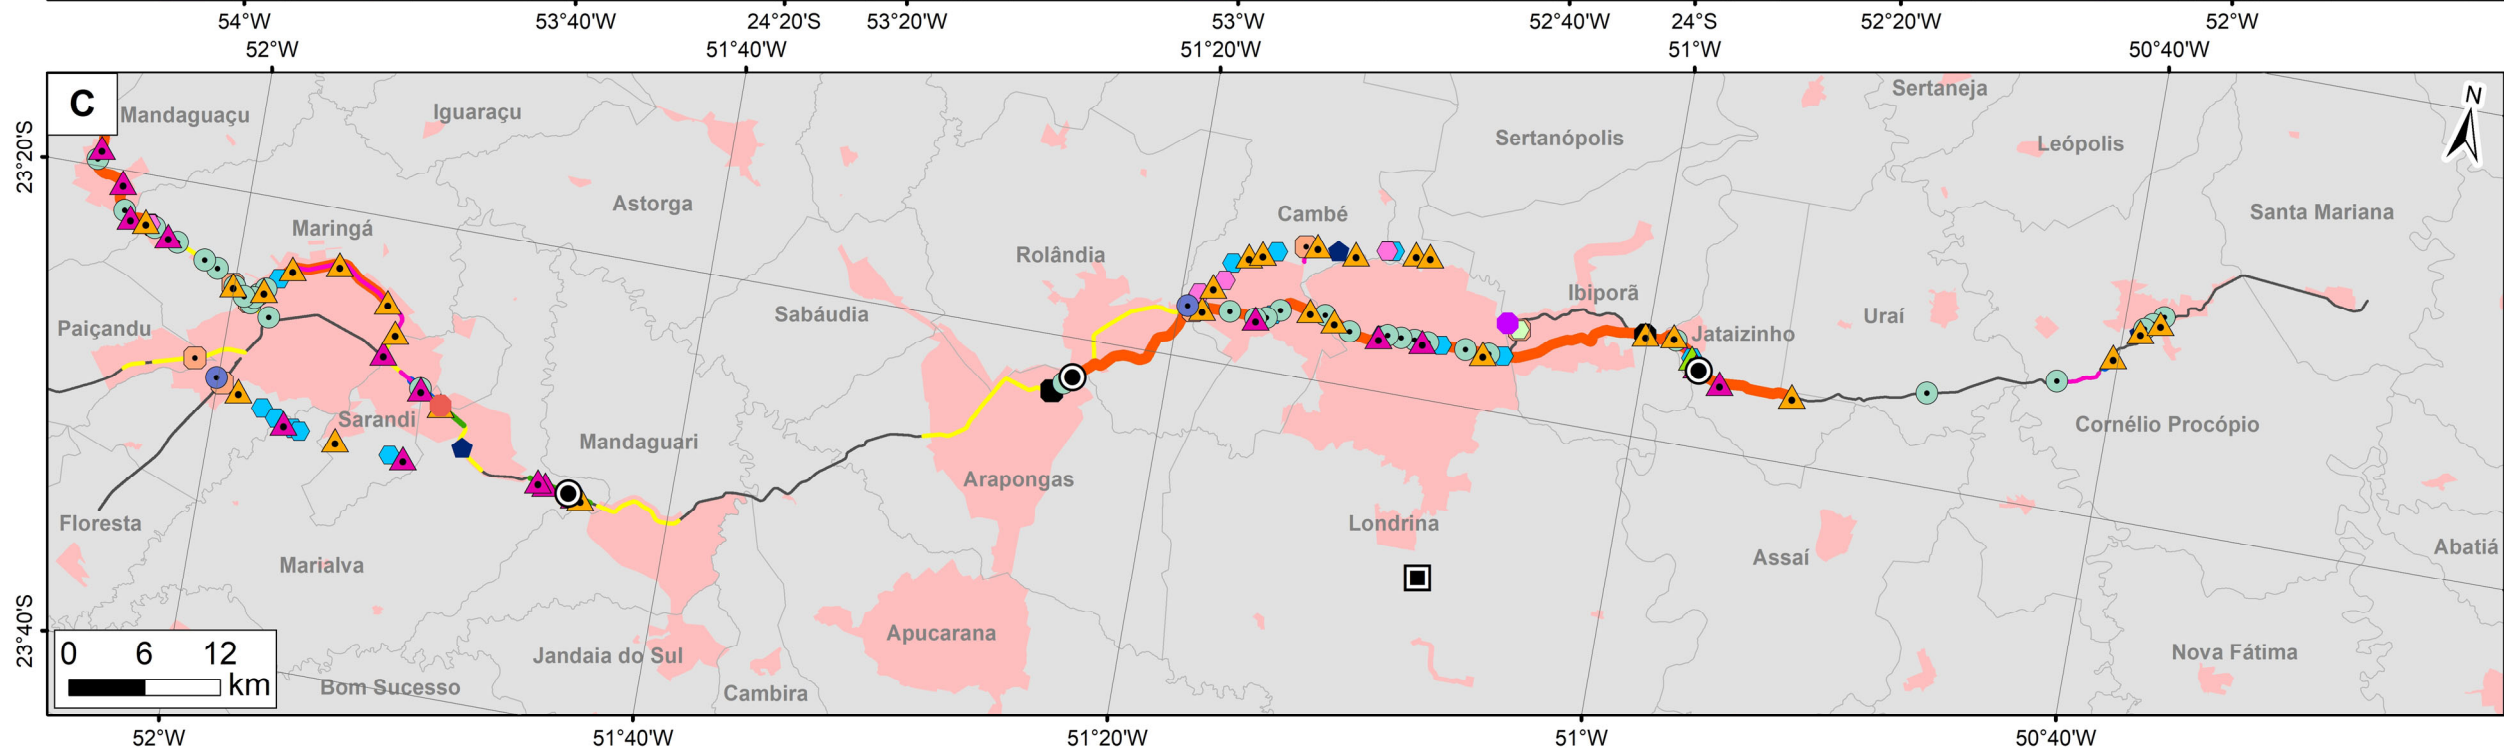 54°W 53°40'W 24°20'S 53°20'W 53°W 52°40'W 24°S 52°20'W 52°W
52°W 51°40'W 51°20'W 51°W 50°40'W
C
N
Mandaguaçu
Iguaraçu
Sertaneja
Sertanópolis
Leópolis
23°20'S
Astorga
Cambé
Santa Mariana
Maringá
Rolândia
Ibiporã
Paiçandu
Sabáudia
Uraí
Jataizinho
Sarandi
Mandaguari
Cornélio Procópio
Arapongas
Floresta
Londrina
Abatiá
Marialva
Assaí
23°40'S
Apucarana
0 6 12
km
Jandaia do Sul
Nova Fátima
Bom Sucesso
Cambira
52°W 51°40'W 51°20'W 51°W 50°40'W